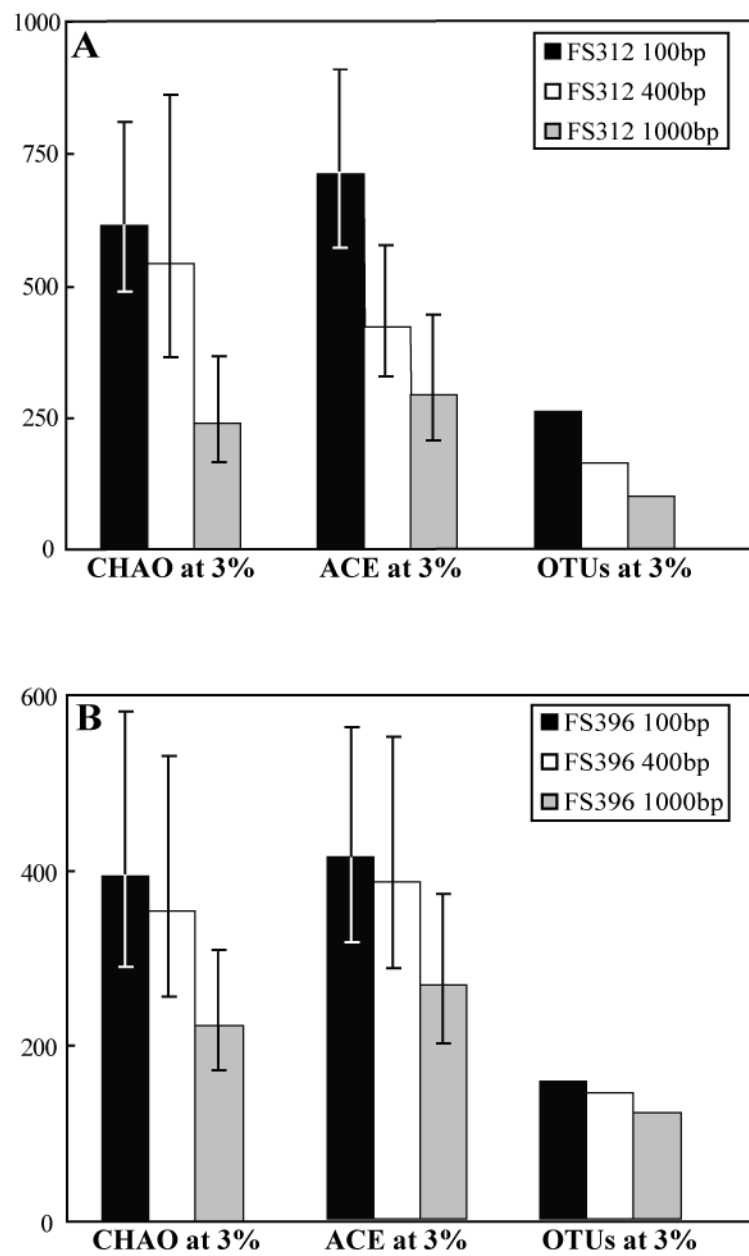 1000
A
FS312 100bp
FS312 400bp
FS312 1000bp
750
500
250
0
CHAO at 3% ACE at 3% OTUs at 3%
600
B
FS396 100bp
FS396 400bp
FS396 1000bp
400
200
0
CHAO at 3% ACE at 3% OTUs at 3%